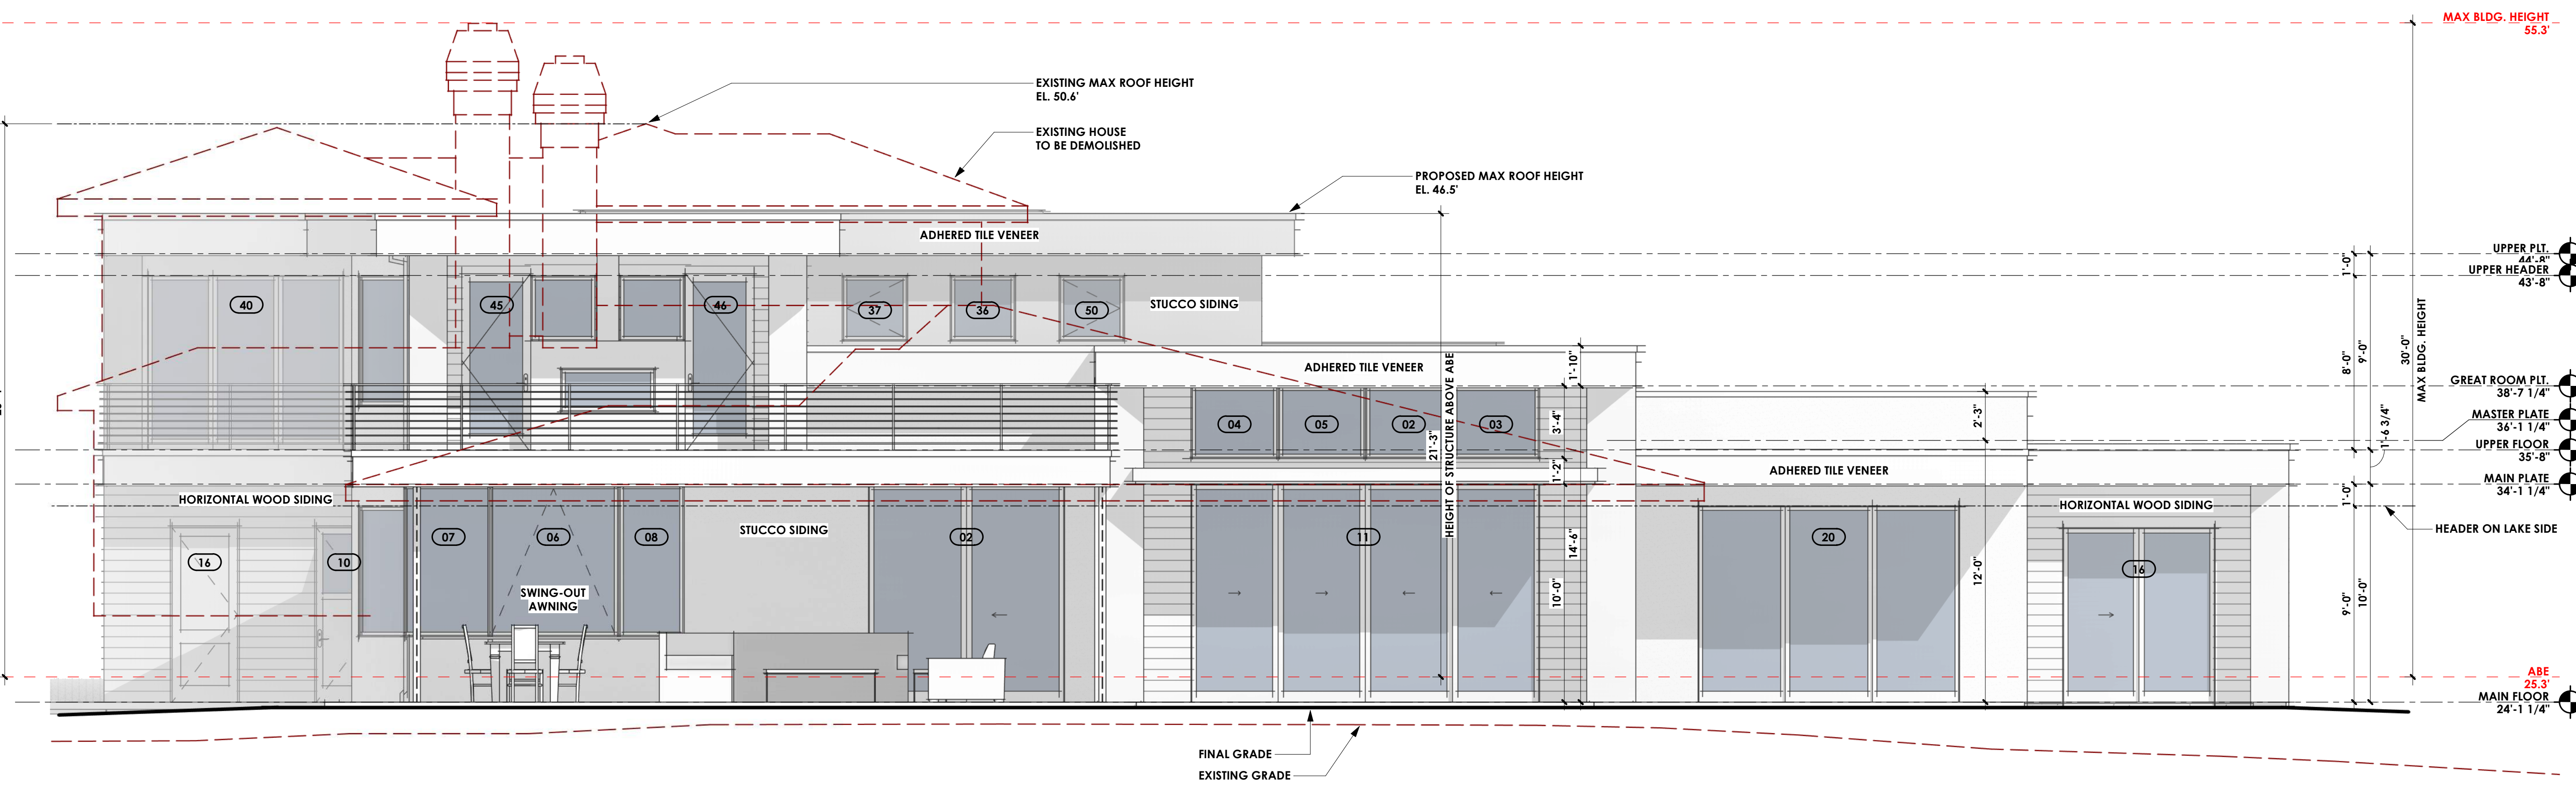 MAX BLDG. HEIGHT
55.3'
EXISTING MAX ROOF HEIGHT
EL. 50.6'
EXISTING HOUSE
TO BE DEMOLISHED
PROPOSED MAX ROOF HEIGHT
EL. 46.5'
ADHERED TILE VENEER
UPPER PLT.
44'-8"
UPPER HEADER
43'-8"
1'-0"
40
45
46
37
36
50
STUCCO SIDING
MAX BLDG. HEIGHT
30'-0"
9'-0"
8'-0"
ADHERED TILE VENEER
1'-10"
GREAT ROOM PLT.
38'-7 1/4"
MASTER PLATE
36'-1 1/4"
UPPER FLOOR
35'-8"
MAIN PLATE
34'-1 1/4"
1'-6 3/4"
04
05
02
03
3'-4"
2'-3"
21'-3"
HEIGHT OF STRUCTURE ABOVE ABE
1'-2"
ADHERED TILE VENEER
HORIZONTAL WOOD SIDING
HORIZONTAL WOOD SIDING
1'-0"
HEADER ON LAKE SIDE
STUCCO SIDING
07
06
08
02
11
20
16
10
16
14'-6"
12'-0"
10'-0"
9'-0"
10'-0"
SWING-OUT
AWNING
ABE
25.3'
MAIN FLOOR
24'-1 1/4"
FINAL GRADE
EXISTING GRADE